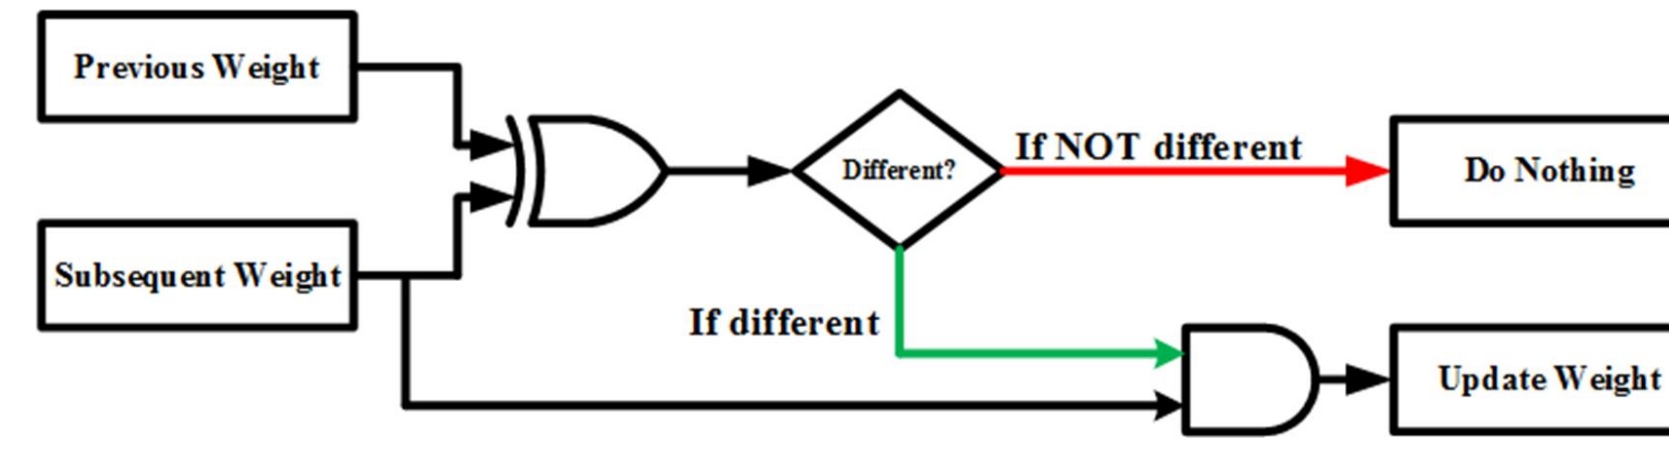 Previous Weight
If NOT different
Different?
Do Nothing
Subsequent Weight
If different
Update Weight